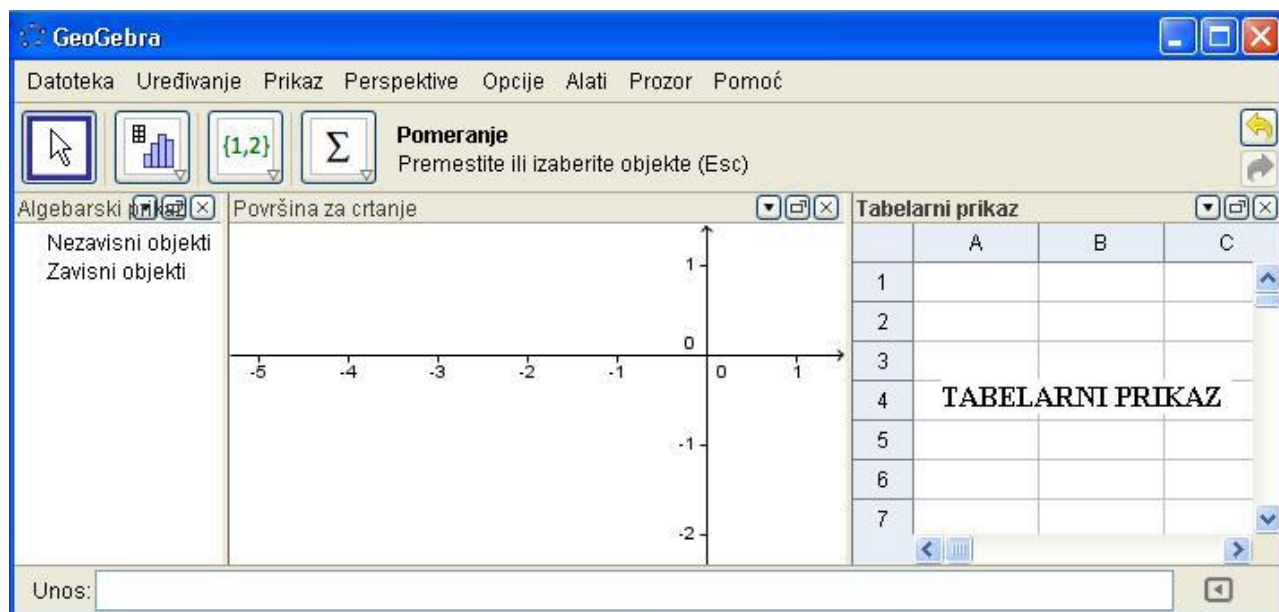 GeoGebra
Datoteka Uređivanje Prikaz Perspektive Opcije Alati Prozor Pomoć
{1,2} Σ Pomeranje
Premestite ili izaberite objekte (Esc)
Algebarski prikaz Površina za crtanje Tabelarni prikaz
Nezavisni objekti
Zavisni objekti
A B C
1
0
-5 -4 -3 -2 -1 0 1
-1
-2
1
2
3
4
5
6
7
TABELARNI PRIKAZ
Unos: